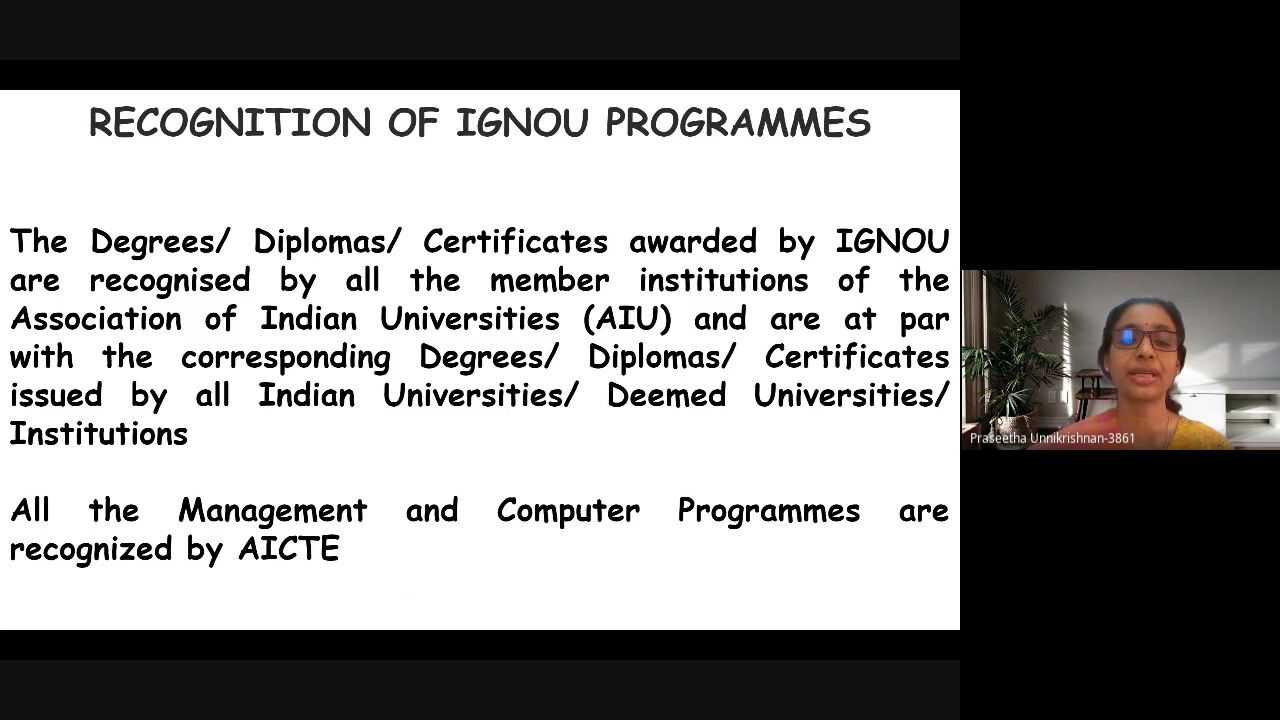 RECOGNITION OF IGNOU PROGRAMMES
The Degrees/ Diplomas/ Certificates awarded by IGNOU
are recognised by all the member institutions of the
Association of Indian Universities (AIU) and are at par
with the corresponding Degrees/ Diplomas/ Certificates
issued by all Indian Universities/ Deemed Universities/
Institutions
All the Management and Computer Programmes are
recognized by AICTE
Praseetha Unnikrishnan-3861